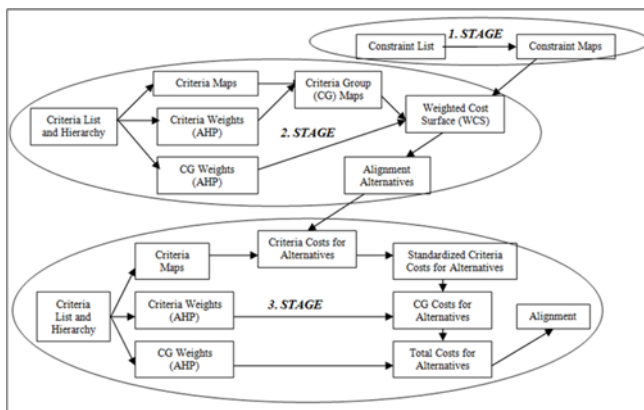 1. STAGE
Constraint List
Constraint Maps
Criteria Maps
Criteria Group
(CG) Maps
Criteria List
and Hierarchy
Criteria Weights
(AHP)
2. STAGE
Weighted Cost
Surface (WCS)
CG Weights
(AHP)
Alignment
Alternatives
Criteria
Maps
Criteria Costs for
Alternatives
Standardized Criteria
Costs for Alternatives
Criteria
List and
Hierarchy
Criteria Weights
(AHP)
3. STAGE
CG Costs for
Alternatives
Alignment
CG Weights
(AHP)
Total Costs for
Alternatives